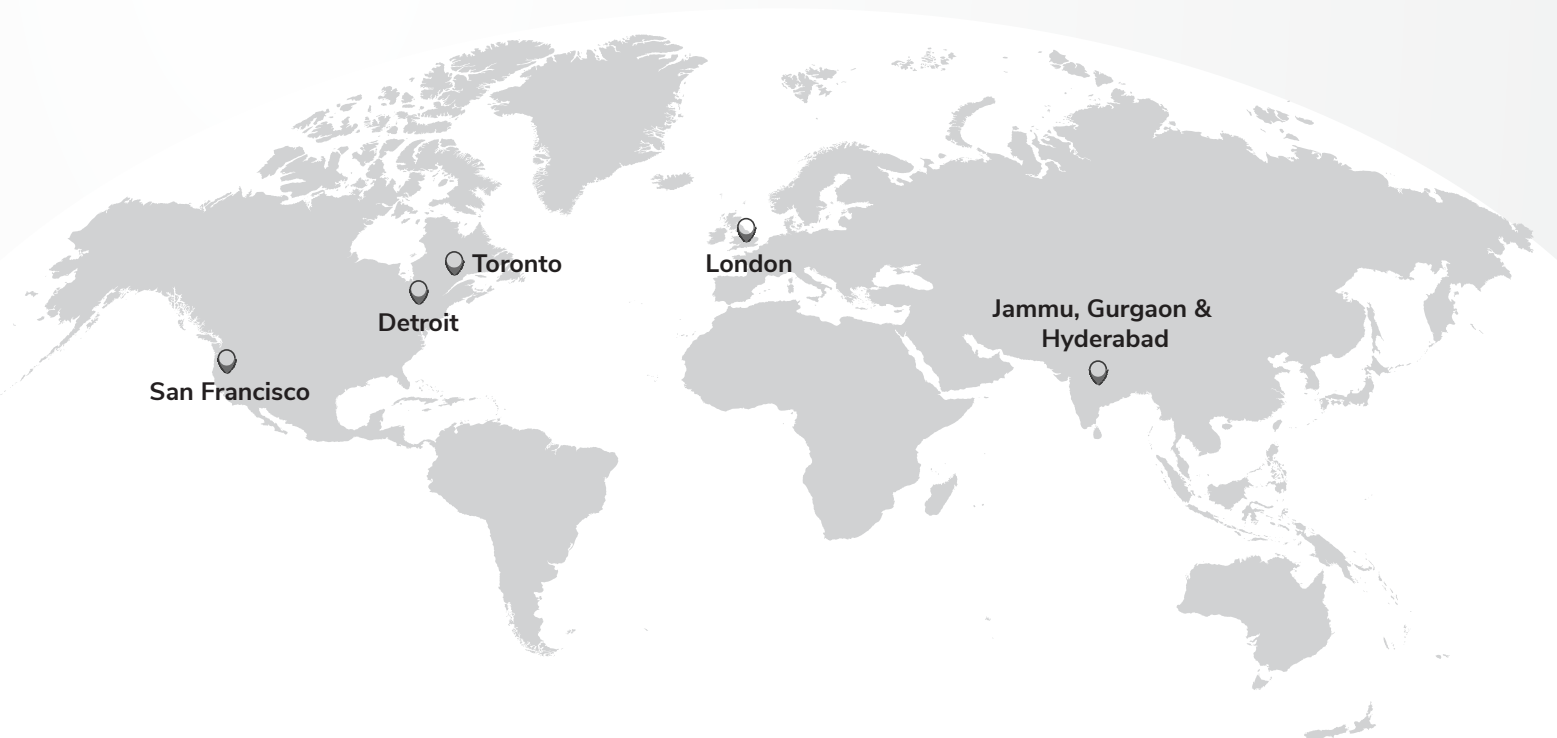 Toronto
London
Detroit
Jammu, Gurgaon &
Hyderabad
San Francisco